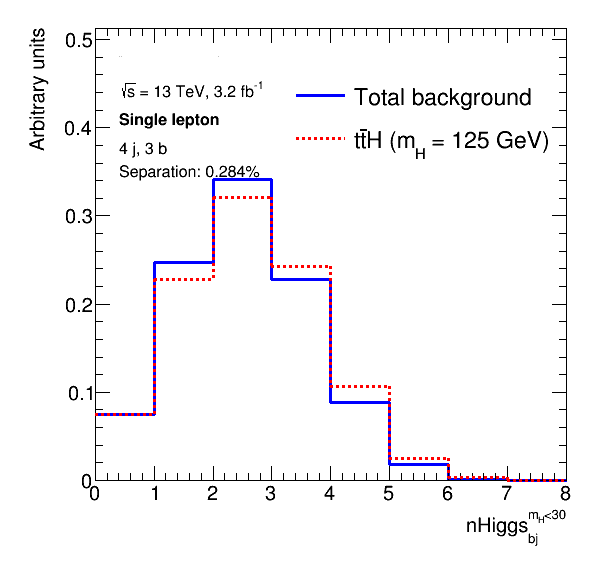 Arbitrary units
0.5
0.4
0.3
0.2
0.1
0
√s = 13 TeV, 3.2 fb⁻¹
Single lepton
4 j, 3 b
Separation: 0.284%
Total background
tt̄H (m_H = 125 GeV)
0 1 2 3 4 5 6 7 8
nHiggs_bj^m_H<30